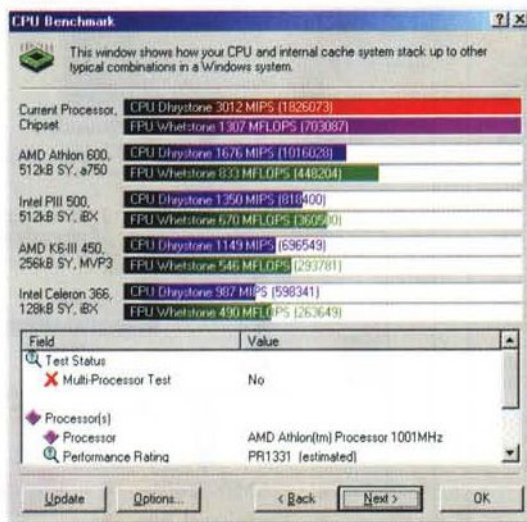 CPU Benchmark
This window shows how your CPU and internal cache system stack up to other
typical combinations in a Windows system.
Current Processor,
Chipset
CPU Dhrystone 3012 MIPS (1826073)
FPU Whetstone 1307 MFLOPS (703087)
AMD Athlon 600,
512kB SY, a750
CPU Dhrystone 1676 MIPS (1016028)
FPU Whetstone 833 MFLOPS (448204)
Intel PIII 500,
512kB SY, iBX
CPU Dhrystone 1350 MIPS (818400)
FPU Whetstone 670 MFLOPS
AMD K6-III 450,
256kB SY, MVP3
CPU Dhrystone 1149 MIPS (696549)
FPU Whetstone 546 MFLOPS (293781)
Intel Celeron 366,
128kB SY, iBX
CPU Dhrystone 987 MIPS (598341)
FPU Whetstone 490 MFLOPS (263649)
Field Value
Test Status
Multi-Processor Test No
Processor(s)
Processor AMD Athlon(tm) Processor 1001MHz
Performance Rating PR1331 (estimated)
Update Options... < Back Next > OK